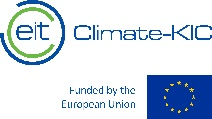 eit Climate-KIC
Funded by the
European Union